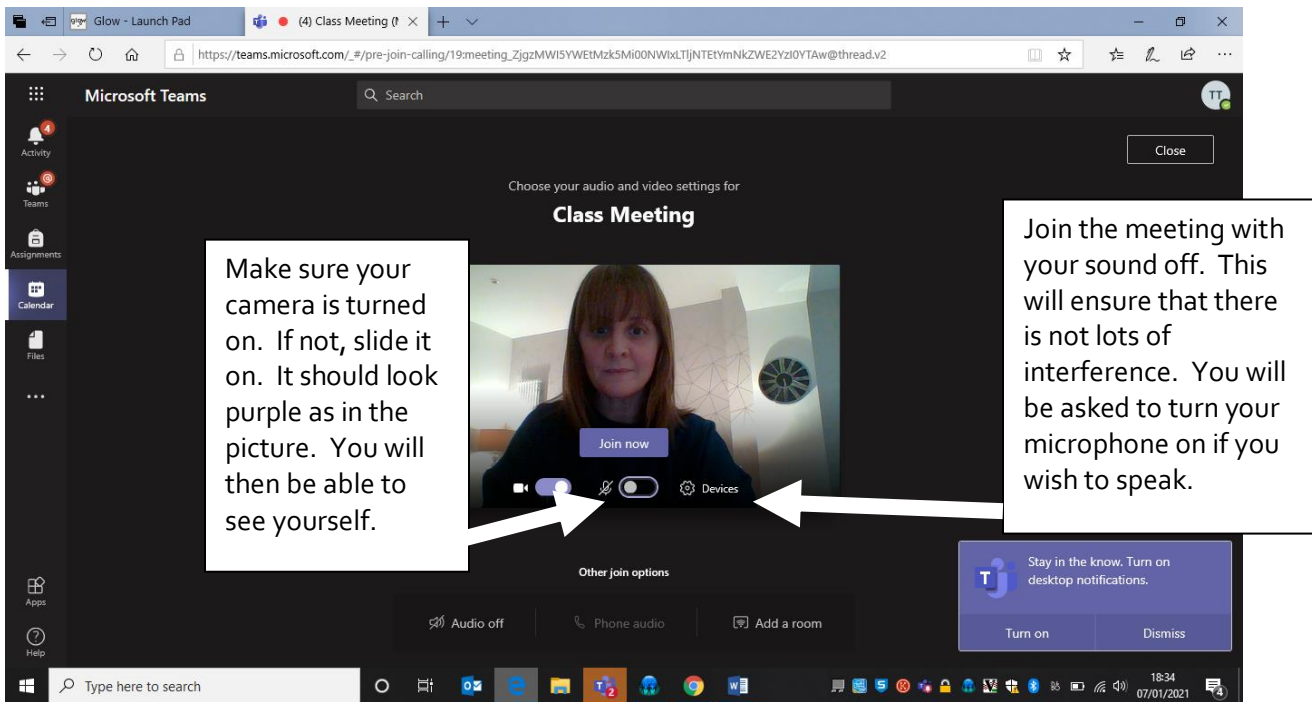 Glow - Launch Pad
(4) Class Meeting (
https://teams.microsoft.com/_#/pre-join-calling/19:meeting_ZjgzMWI5YWEtMzk5Mi00NWIxLTljNTEtYmNkZWE2YzI0YTAw@thread.v2
Microsoft Teams
Search
TT
4
Activity
Teams
Assignments
Calendar
Files
Apps
Help
Close
Choose your audio and video settings for
Class Meeting
Make sure your
camera is turned
on. If not, slide it
on. It should look
purple as in the
picture. You will
then be able to
see yourself.
Join now
Devices
Join the meeting with
your sound off. This
will ensure that there
is not lots of
interference. You will
be asked to turn your
microphone on if you
wish to speak.
Other join options
Audio off
Phone audio
Add a room
Stay in the know. Turn on
desktop notifications.
Turn on
Dismiss
Type here to search
2
18:34
07/01/2021
4